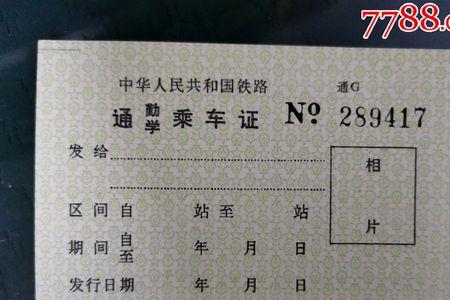 7788.c
中华人民共和国铁路 通G
通勤学乘车证 № 289417
发给
相片
区间自 站至 站
期间自至 年 月 日
发行日期 年 月 日